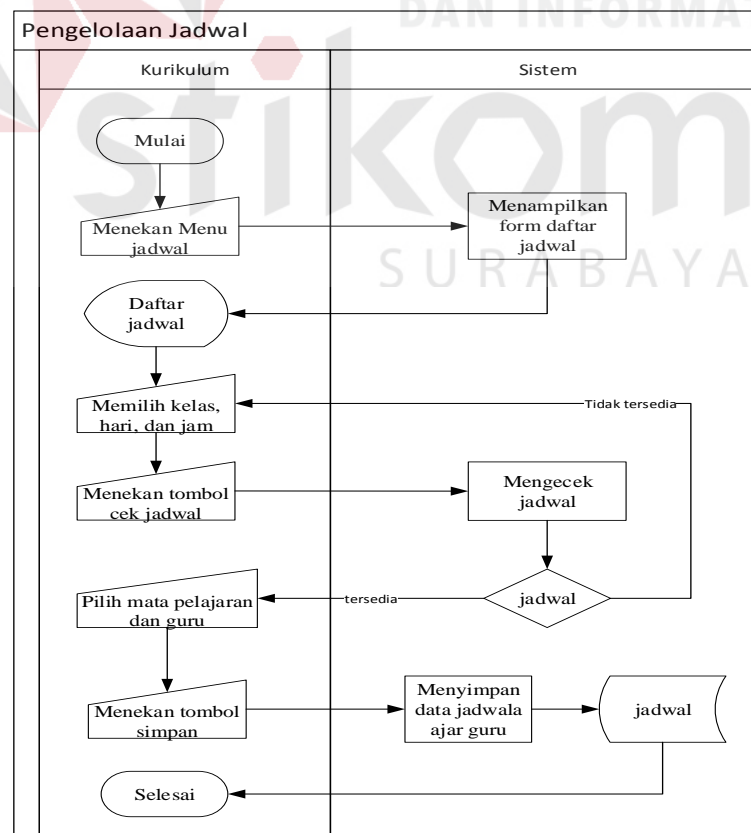 DAN INFORMA
Pengelolaan Jadwal
Kurikulum
Sistem
stikom
SURABAYA
Mulai
Menekan Menu
jadwal
Menampilkan
form daftar
jadwal
Daftar
jadwal
Memilih kelas,
hari, dan jam
Tidak tersedia
Menekan tombol
cek jadwal
Mengecek
jadwal
Pilih mata pelajaran
dan guru
tersedia
jadwal
Menekan tombol
simpan
Menyimpan
data jadwala
ajar guru
jadwal
Selesai